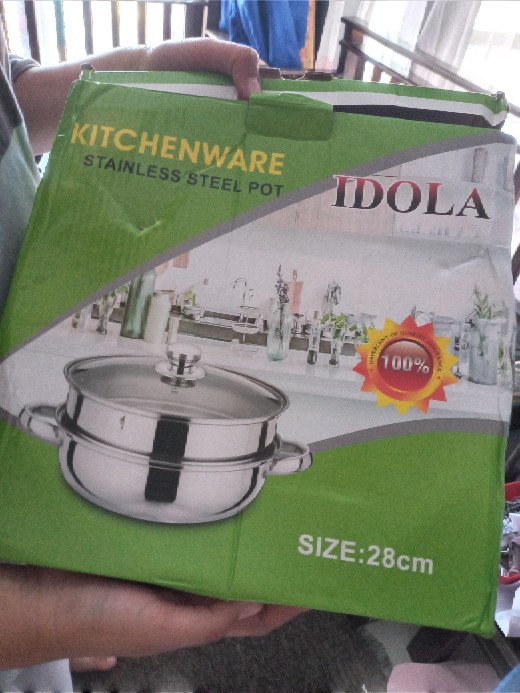 KITCHENWARE
STAINLESS STEEL POT
IDOLA
100%
SIZE:28cm